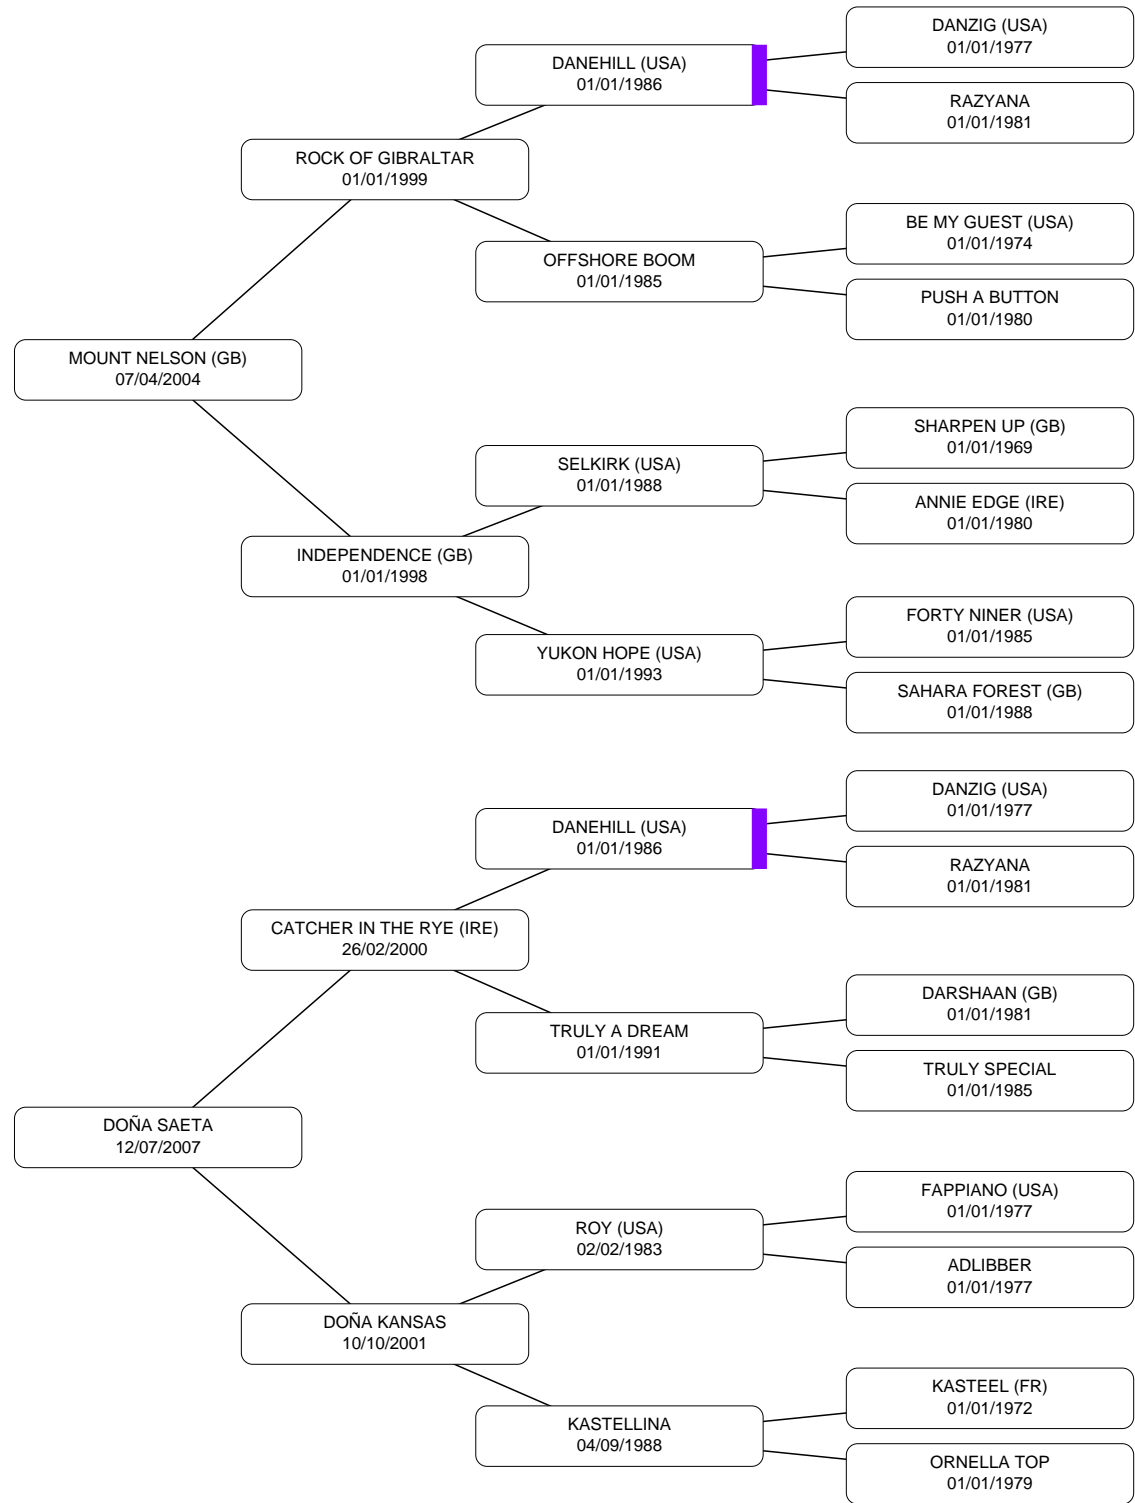 DANZIG (USA)
01/01/1977
DANEHILL (USA)
01/01/1986
RAZYANA
01/01/1981
ROCK OF GIBRALTAR
01/01/1999
BE MY GUEST (USA)
01/01/1974
OFFSHORE BOOM
01/01/1985
PUSH A BUTTON
01/01/1980
MOUNT NELSON (GB)
07/04/2004
SHARPEN UP (GB)
01/01/1969
SELKIRK (USA)
01/01/1988
ANNIE EDGE (IRE)
01/01/1980
INDEPENDENCE (GB)
01/01/1998
FORTY NINER (USA)
01/01/1985
YUKON HOPE (USA)
01/01/1993
SAHARA FOREST (GB)
01/01/1988
DANZIG (USA)
01/01/1977
DANEHILL (USA)
01/01/1986
RAZYANA
01/01/1981
CATCHER IN THE RYE (IRE)
26/02/2000
DARSHAAN (GB)
01/01/1981
TRULY A DREAM
01/01/1991
TRULY SPECIAL
01/01/1985
DOÑA SAETA
12/07/2007
FAPPIANO (USA)
01/01/1977
ROY (USA)
02/02/1983
ADLIBBER
01/01/1977
DOÑA KANSAS
10/10/2001
KASTEEL (FR)
01/01/1972
KASTELLINA
04/09/1988
ORNELLA TOP
01/01/1979